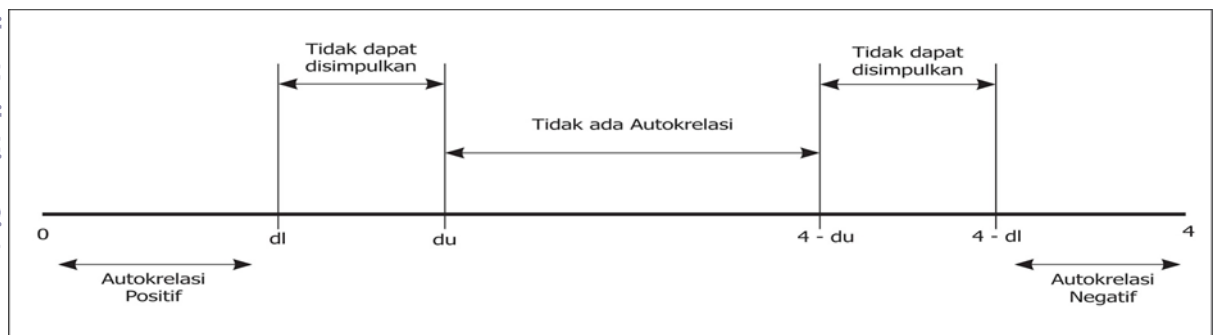 Tidak dapat
disimpulkan
Tidak dapat
disimpulkan
Tidak ada Autokrelasi
0
dl
du
4 - du
4 - dl
4
Autokrelasi
Positif
Autokrelasi
Negatif